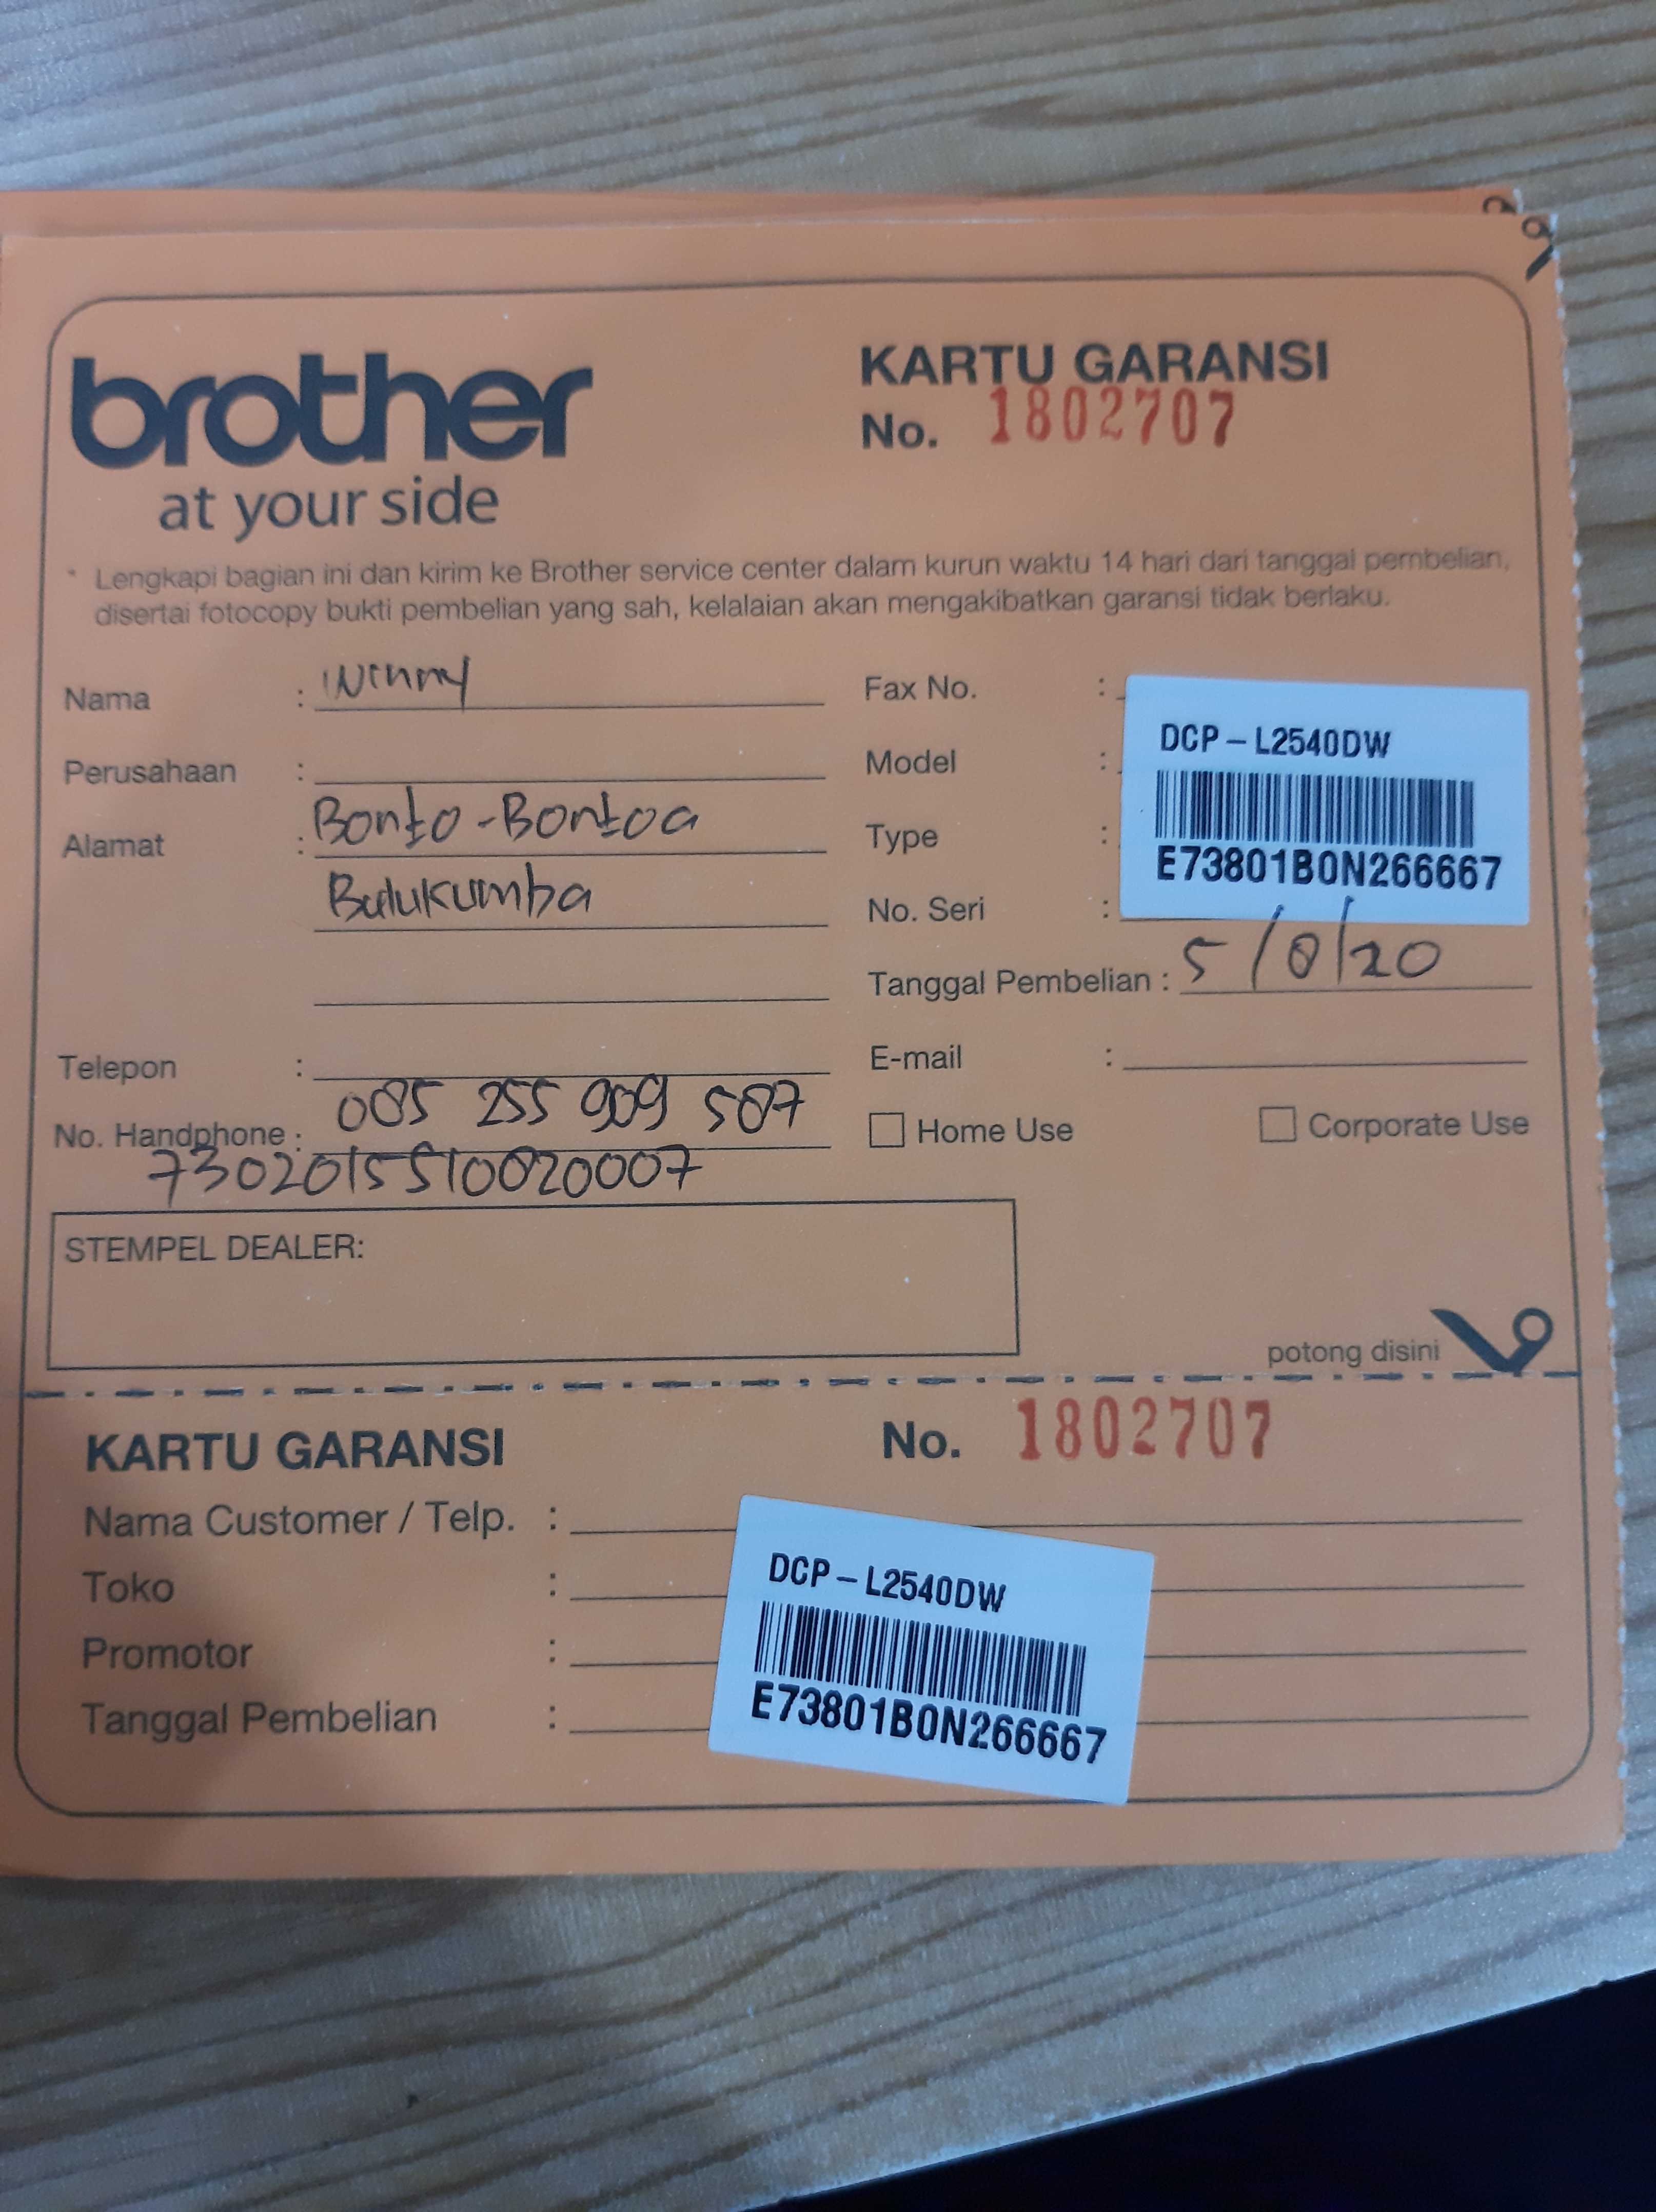 brother
at your side
KARTU GARANSI
No. 1802707
* Lengkapi bagian ini dan kirim ke Brother service center dalam kurun waktu 14 hari dari tanggal pembelian,
disertai fotocopy bukti pembelian yang sah, kelalaian akan mengakibatkan garansi tidak berlaku.
Nama :
Perusahaan :
Alamat : Bonto-Bontoa
Bulukumba
Telepon :
No. Handphone : 085 255 909 587
7302015510820007
Fax No. :
Model :
Type :
No. Seri :
DCP-L2540DW
E73801B0N266667
Tanggal Pembelian : 5/8/20
E-mail :
Home Use
Corporate Use
STEMPEL DEALER:
potong disini
KARTU GARANSI
No. 1802707
Nama Customer / Telp. :
Toko :
Promotor :
Tanggal Pembelian :
DCP-L2540DW
E73801B0N266667